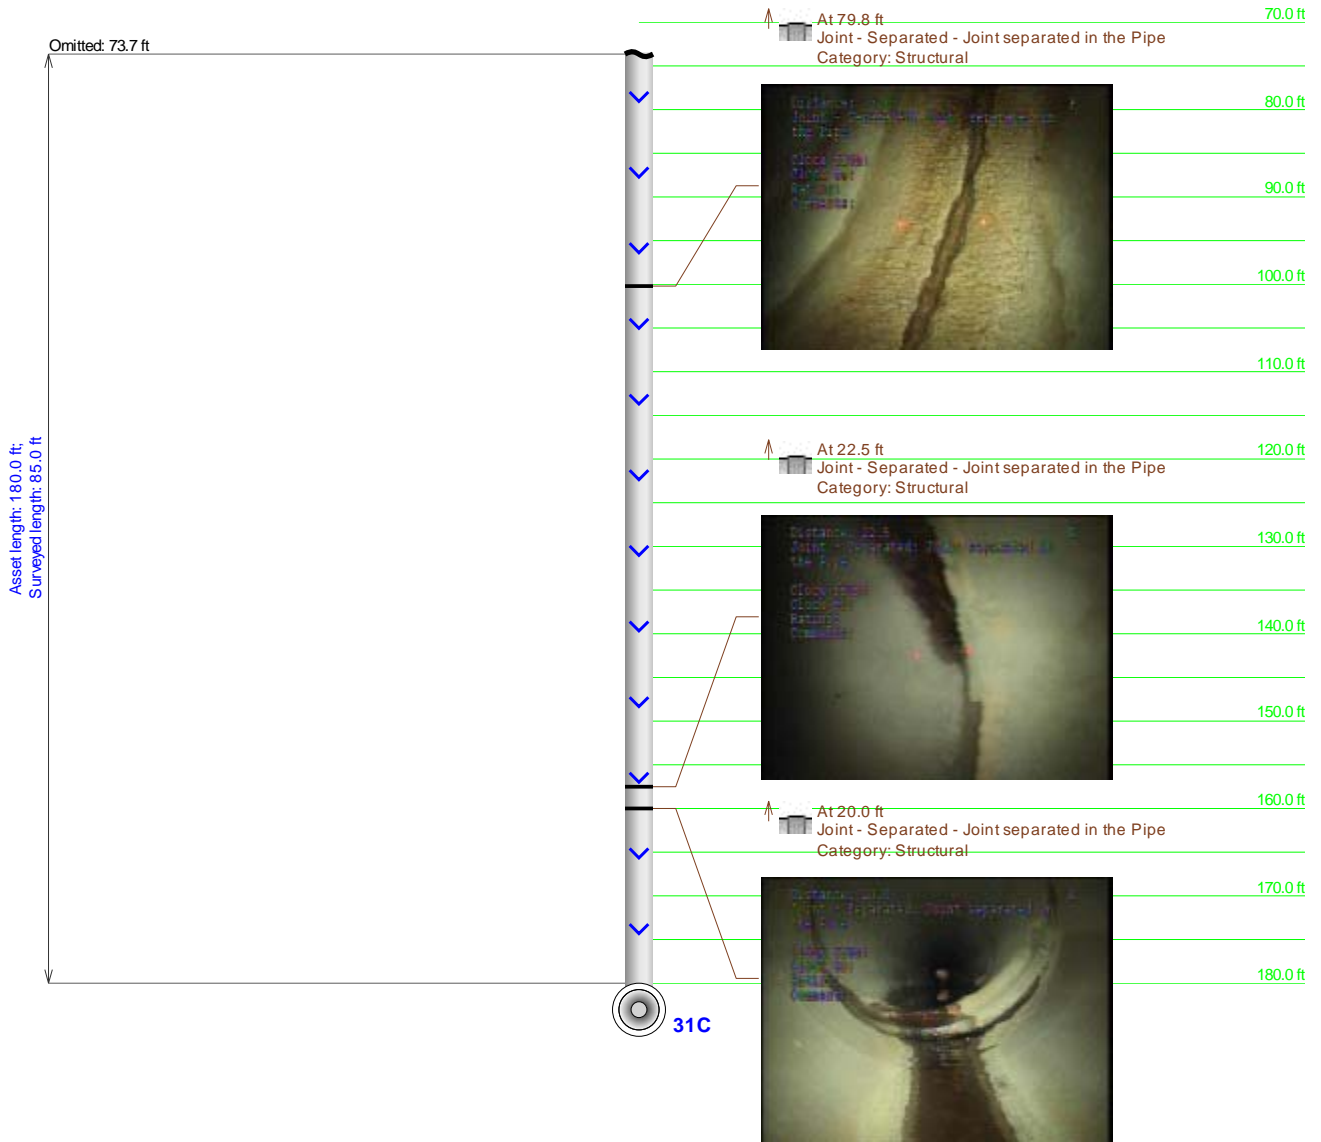 Omitted: 73.7 ft
Asset length: 180.0 ft;
Surveyed length: 85.0 ft
70.0 ft
At 79.8 ft
Joint - Separated - Joint separated in the Pipe
Category: Structural
80.0 ft
90.0 ft
100.0 ft
110.0 ft
120.0 ft
At 22.5 ft
Joint - Separated - Joint separated in the Pipe
Category: Structural
130.0 ft
140.0 ft
150.0 ft
160.0 ft
At 20.0 ft
Joint - Separated - Joint separated in the Pipe
Category: Structural
170.0 ft
180.0 ft
31C